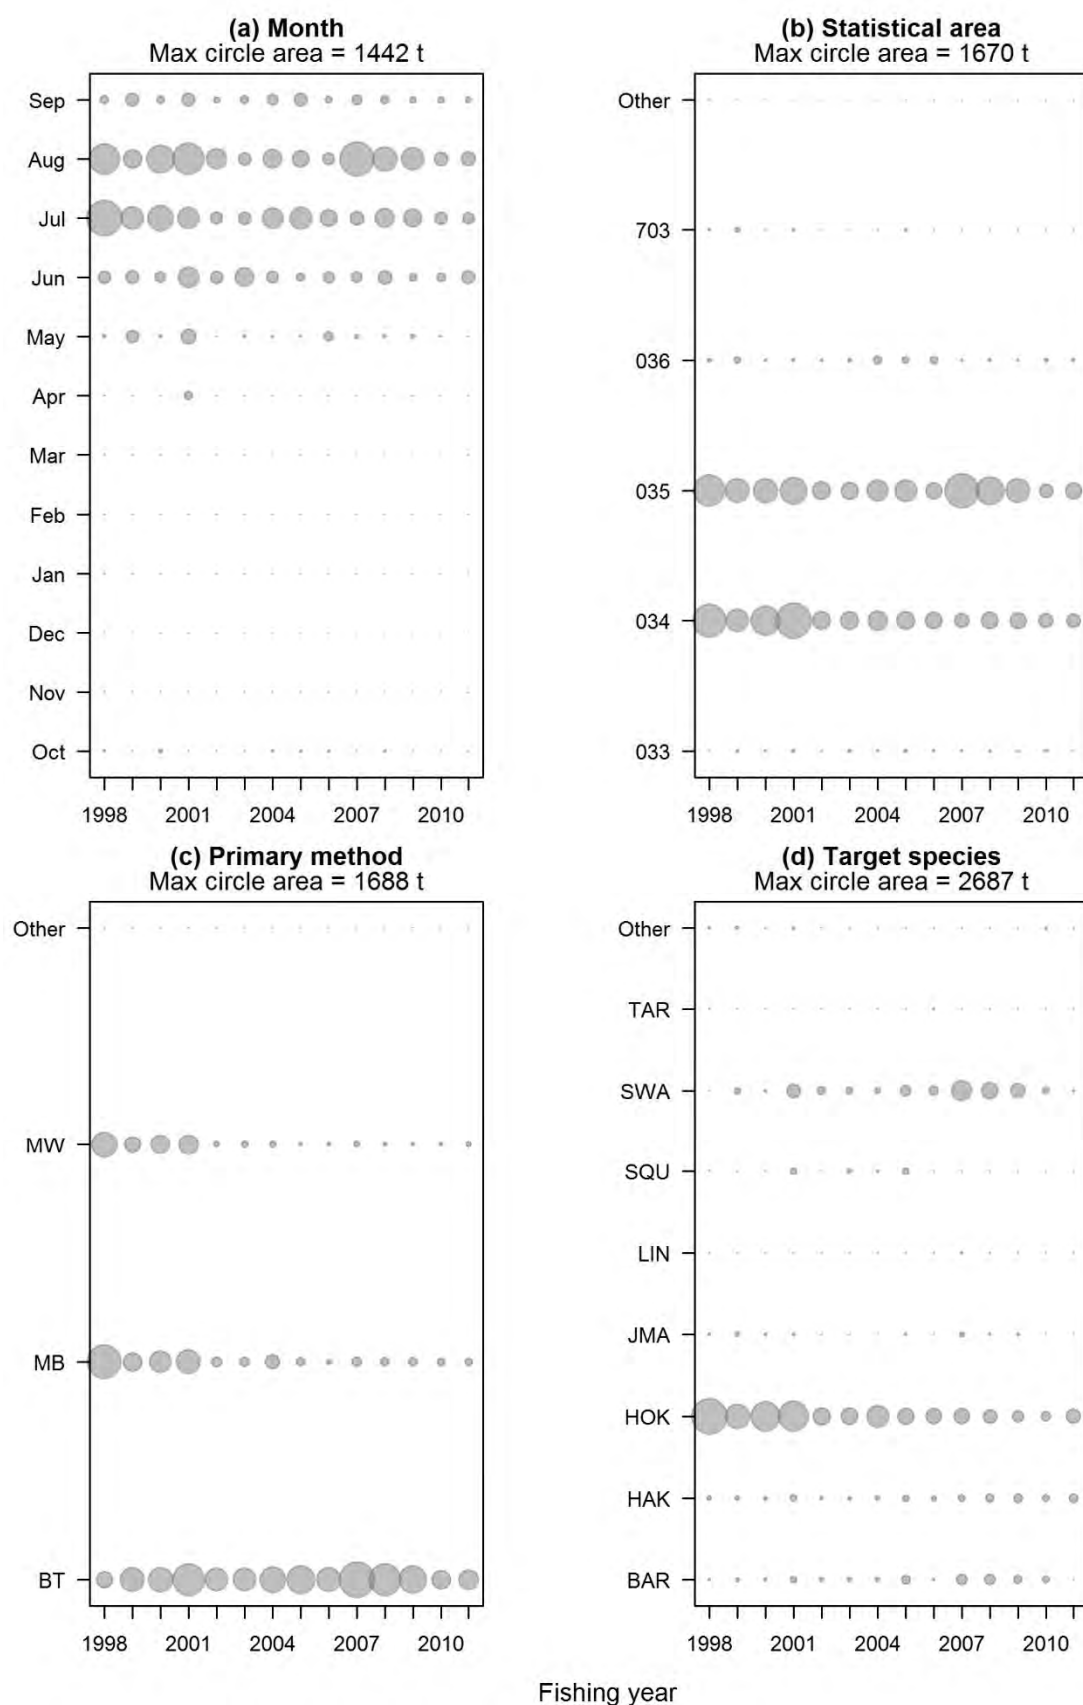 (a) Month
Max circle area = 1442 t
Sep
Aug
Jul
Jun
May
Apr
Mar
Feb
Jan
Dec
Nov
Oct
1998 2001 2004 2007 2010
(b) Statistical area
Max circle area = 1670 t
Other
703
036
035
034
033
1998 2001 2004 2007 2010
(c) Primary method
Max circle area = 1688 t
Other
MW
MB
BT
1998 2001 2004 2007 2010
(d) Target species
Max circle area = 2687 t
Other
TAR
SWA
SQU
LIN
JMA
HOK
HAK
BAR
1998 2001 2004 2007 2010
Fishing year